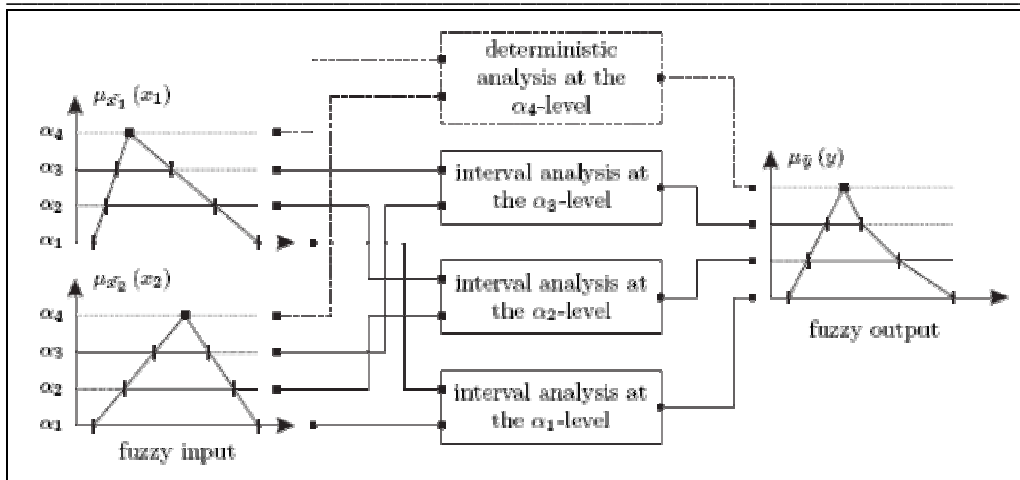 μx̃₁ (x₁)
α₄
α₃
α₂
α₁
μx̃₂ (x₂)
α₄
α₃
α₂
α₁
fuzzy input
deterministic
analysis at the
α₄-level
interval analysis at
the α₃-level
interval analysis at
the α₂-level
interval analysis at
the α₁-level
μỹ (y)
fuzzy output